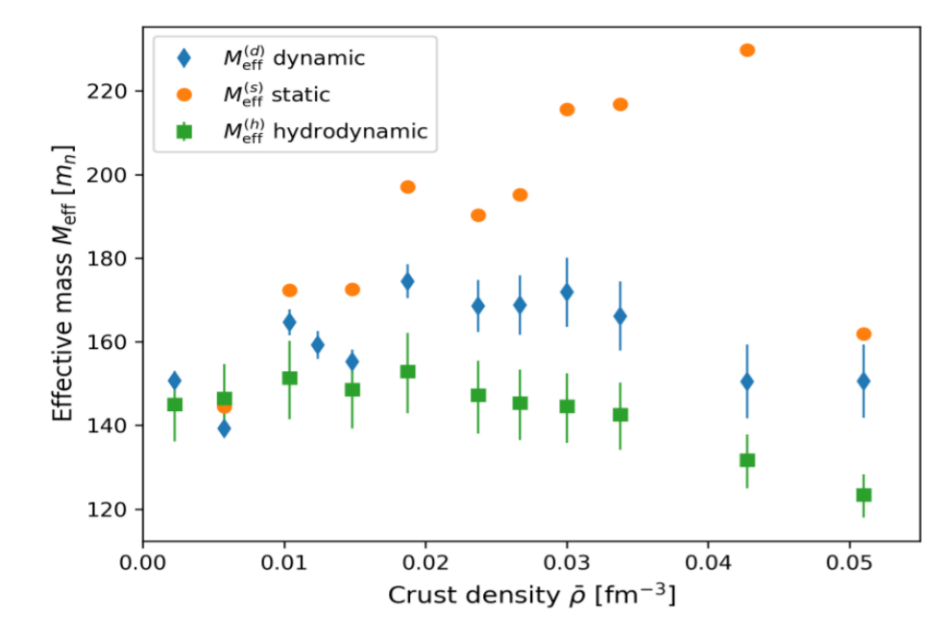 220
200
180
160
140
120
Effective mass M_eff [m_n]
M_eff^(d) dynamic
M_eff^(s) static
M_eff^(h) hydrodynamic
0.00 0.01 0.02 0.03 0.04 0.05
Crust density ρ̄ [fm⁻³]